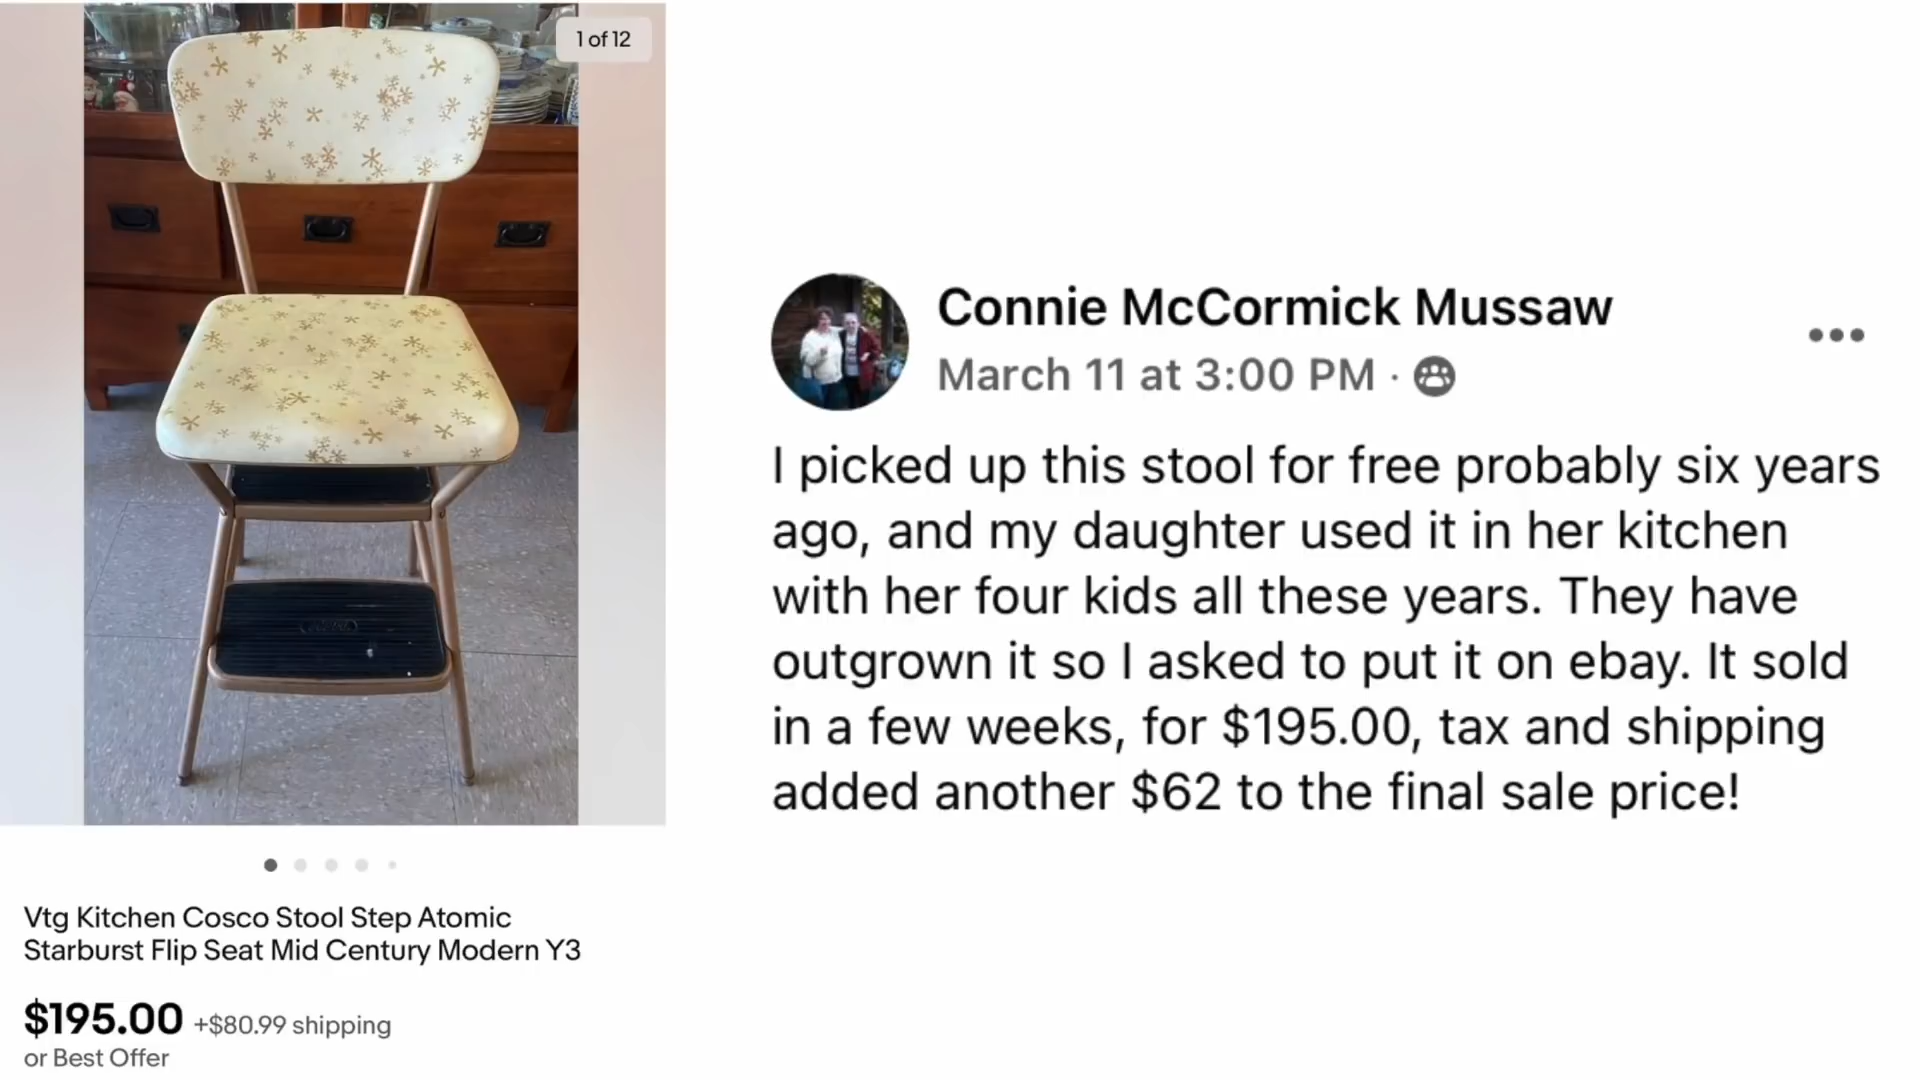 1 of 12
Vtg Kitchen Cosco Stool Step Atomic
Starburst Flip Seat Mid Century Modern Y3
$195.00 +$80.99 shipping
or Best Offer
Connie McCormick Mussaw
March 11 at 3:00 PM ·
I picked up this stool for free probably six years
ago, and my daughter used it in her kitchen
with her four kids all these years. They have
outgrown it so I asked to put it on ebay. It sold
in a few weeks, for $195.00, tax and shipping
added another $62 to the final sale price!